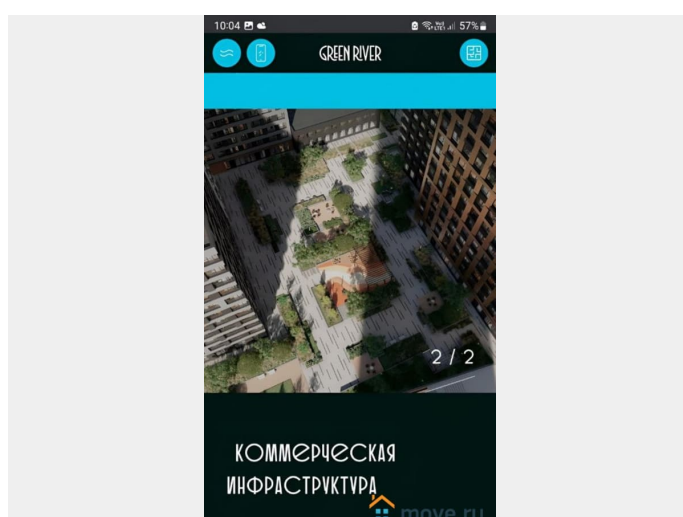 10:04
57%
GREEN RIVER
2 / 2
КОММЕРЧЕСКАЯ
ИНФРАСТРУКТУРА
move.ru